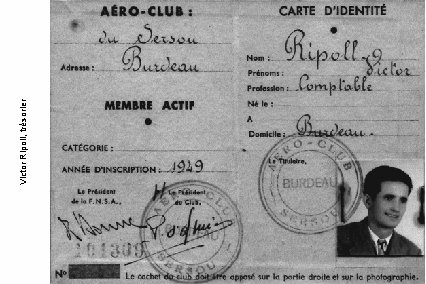 Victor Ripoll, trésorier
AÉRO-CLUB :
du Sersou
Adresse : Burdeau
MEMBRE ACTIF
CATÉGORIE :
ANNÉE D'INSCRIPTION : 1949
Le Président
de la F.N.S.A.,
Le Président
du Club,
201309
No
CARTE D'IDENTITÉ
Nom : Ripoll
Prénoms : Victor
Profession : Comptable
Né le :
A
Domicile : Burdeau
Le Titulaire,
AÉRO-CLUB
BURDEAU
SERSOU
Le cachet du club doit être apposé sur la partie droite et sur la photographie.